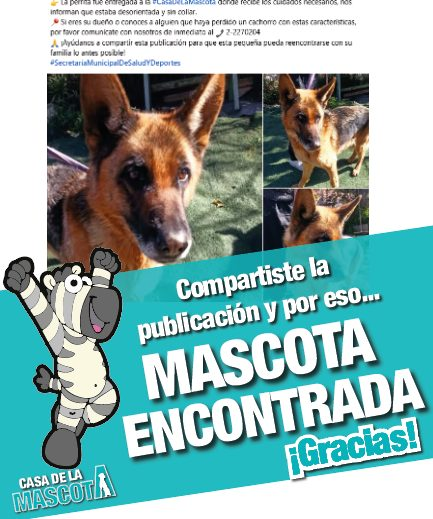 👉 La perrita fue entregada a la #CasaDeLaMascota donde recibe los cuidados necesarios, nos
informan que estaba desorientada y sin collar.
📍 Si eres su dueño o conoces a alguien que haya perdido un cachorro con estas características,
por favor comunícate con nosotros de inmediato al 📞 2-2270204
🙏 ¡Ayúdanos a compartir esta publicación para que esta pequeña pueda reencontrarse con su
familia lo antes posible!
#SecretaríaMunicipalDeSaludYDeportes
Compartiste la
publicación y por eso...
MASCOTA
ENCONTRADA
¡Gracias!
CASA DE LA
MASCOTA